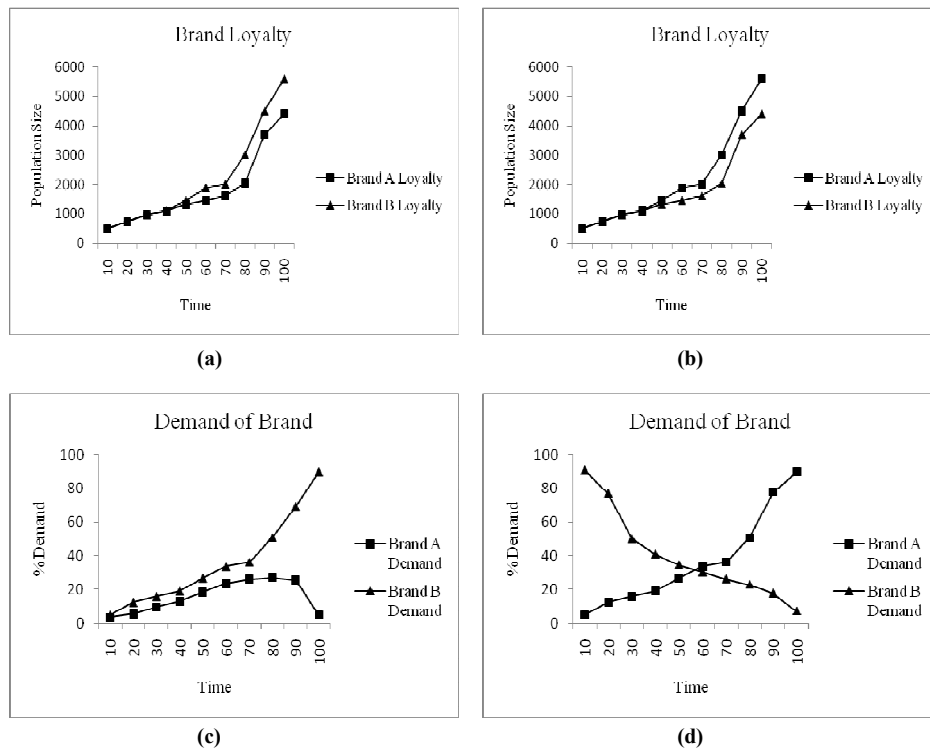 Brand Loyalty
6000
5000
4000
3000
2000
1000
0
Population Size
10 20 30 40 50 60 70 80 90 100
Time
Brand A Loyalty
Brand B Loyalty
(a)
Brand Loyalty
6000
5000
4000
3000
2000
1000
0
Population Size
10 20 30 40 50 60 70 80 90 100
Time
Brand A Loyalty
Brand B Loyalty
(b)
Demand of Brand
100
80
60
40
20
0
% Demand
10 20 30 40 50 60 70 80 90 100
Time
Brand A
Demand
Brand B
Demand
(c)
Demand of Brand
100
80
60
40
20
0
% Demand
10 20 30 40 50 60 70 80 90 100
Time
Brand A
Demand
Brand B
Demand
(d)